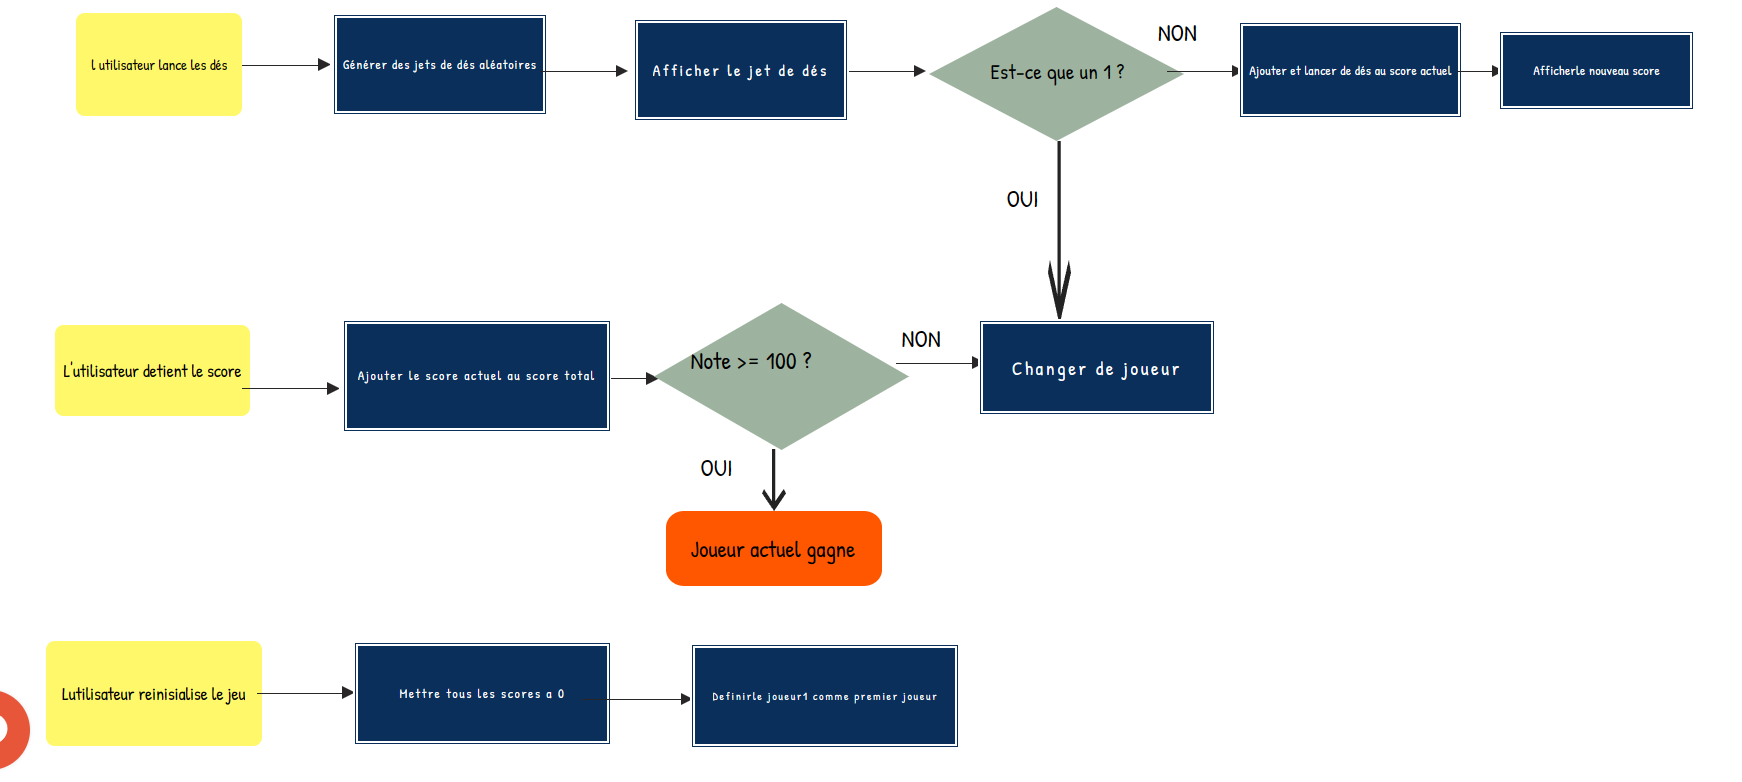 l utilisateur lance les dés
Générer des jets de dés aléatoires
Afficher le jet de dés
Est-ce que un 1 ?
NON
Ajouter et lancer de dés au score actuel
Afficherle nouveau score
OUI
L'utilisateur detient le score
Ajouter le score actuel au score total
Note >= 100 ?
NON
Changer de joueur
OUI
Joueur actuel gagne
Lutilisateur reinisialise le jeu
Mettre tous les scores a 0
Definirle joueur1 comme premier joueur